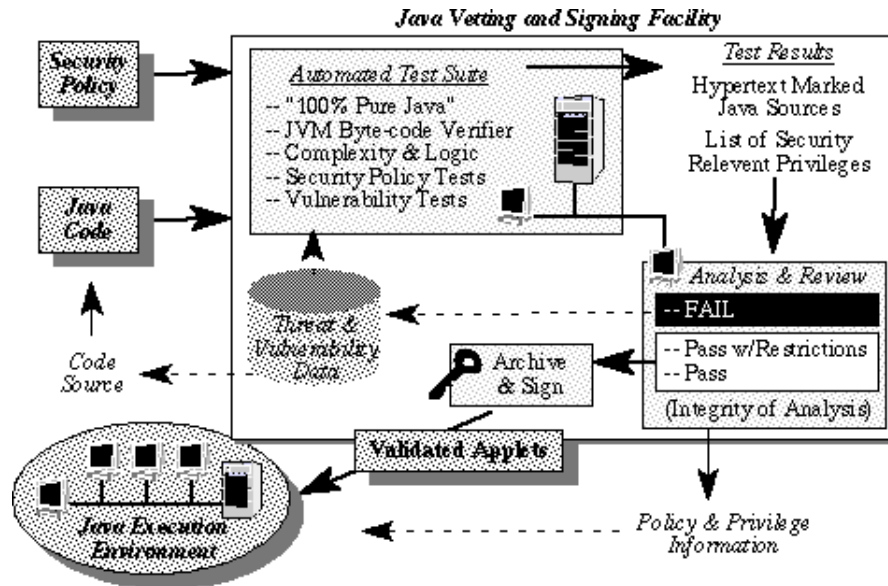 Java Vetting and Signing Facility
Security
Policy
Automated Test Suite
-- "100% Pure Java"
-- JVM Byte-code Verifier
-- Complexity & Logic
-- Security Policy Tests
-- Vulnerability Tests
Test Results
Hypertext Marked
Java Sources
List of Security
Relevent Privileges
Java
Code
Analysis & Review
-- FAIL
-- Pass w/Restrictions
-- Pass
(Integrity of Analysis)
Threat &
Vulnerability
Data
Code
Source
Archive
& Sign
Validated Applets
Java Execution
Environment
Policy & Privilege
Information